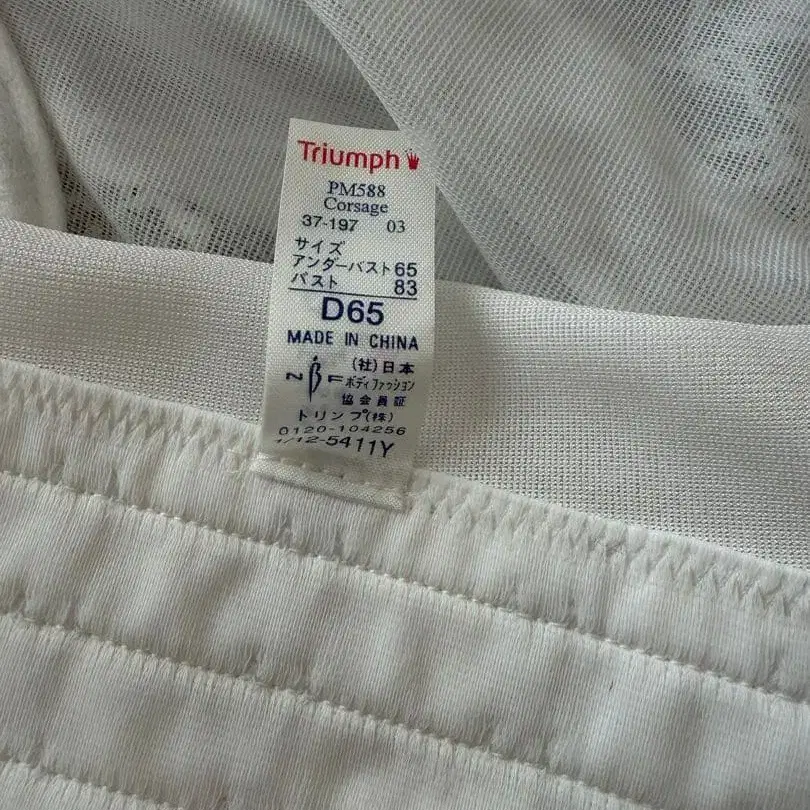 Triumph
PM588
Corsage
37-197 03
サイズ
アンダーバスト65
バスト 83
D65
MADE IN CHINA
(社)日本
NBF ボディファッション
協会員証
トリンプ(株)
0120-104256
1/12-5411Y